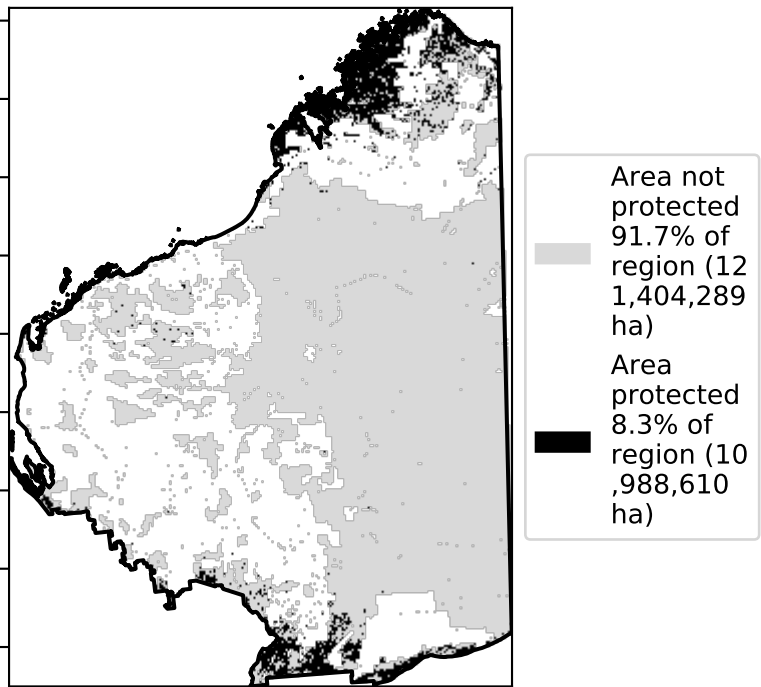 Area not
protected
91.7% of
region (12
1,404,289
ha)
Area
protected
8.3% of
region (10
,988,610
ha)